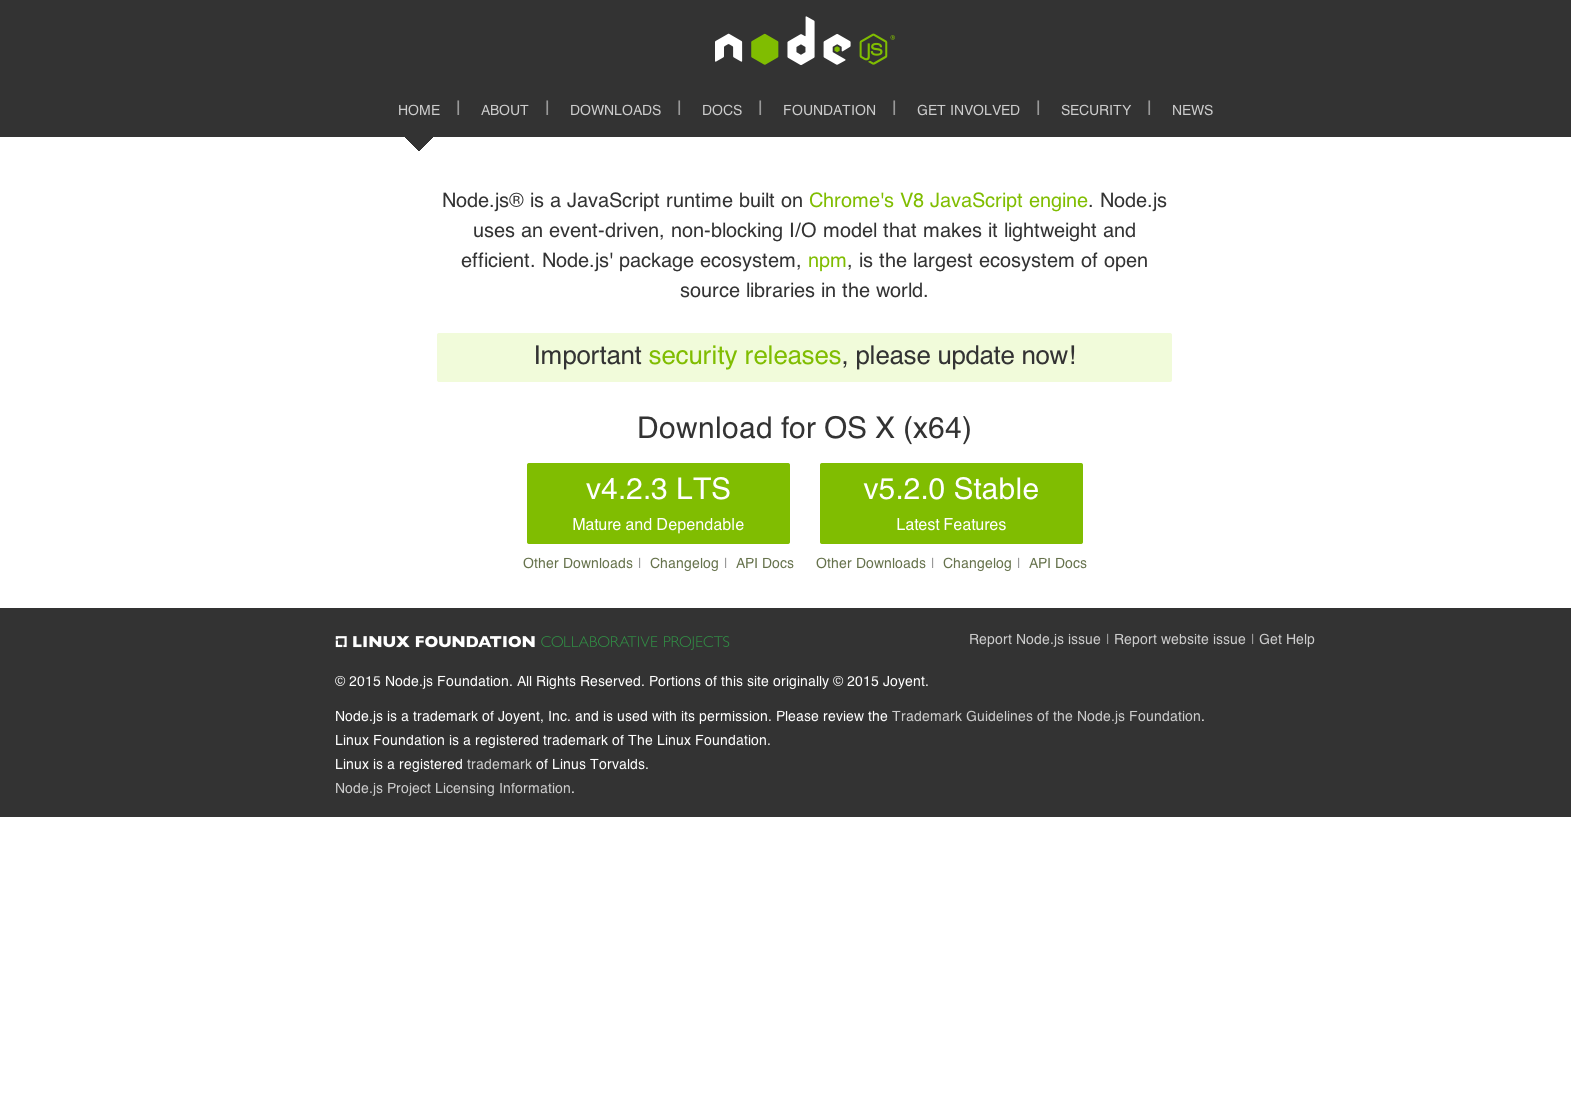 node JS ®
HOME | ABOUT | DOWNLOADS | DOCS | FOUNDATION | GET INVOLVED | SECURITY | NEWS
Node.js® is a JavaScript runtime built on Chrome's V8 JavaScript engine. Node.js
uses an event-driven, non-blocking I/O model that makes it lightweight and
efficient. Node.js' package ecosystem, npm, is the largest ecosystem of open
source libraries in the world.
Important security releases, please update now!
Download for OS X (x64)
v4.2.3 LTS
Mature and Dependable
Other Downloads | Changelog | API Docs
v5.2.0 Stable
Latest Features
Other Downloads | Changelog | API Docs
LINUX FOUNDATION COLLABORATIVE PROJECTS
Report Node.js issue | Report website issue | Get Help
© 2015 Node.js Foundation. All Rights Reserved. Portions of this site originally © 2015 Joyent.
Node.js is a trademark of Joyent, Inc. and is used with its permission. Please review the Trademark Guidelines of the Node.js Foundation.
Linux Foundation is a registered trademark of The Linux Foundation.
Linux is a registered trademark of Linus Torvalds.
Node.js Project Licensing Information.